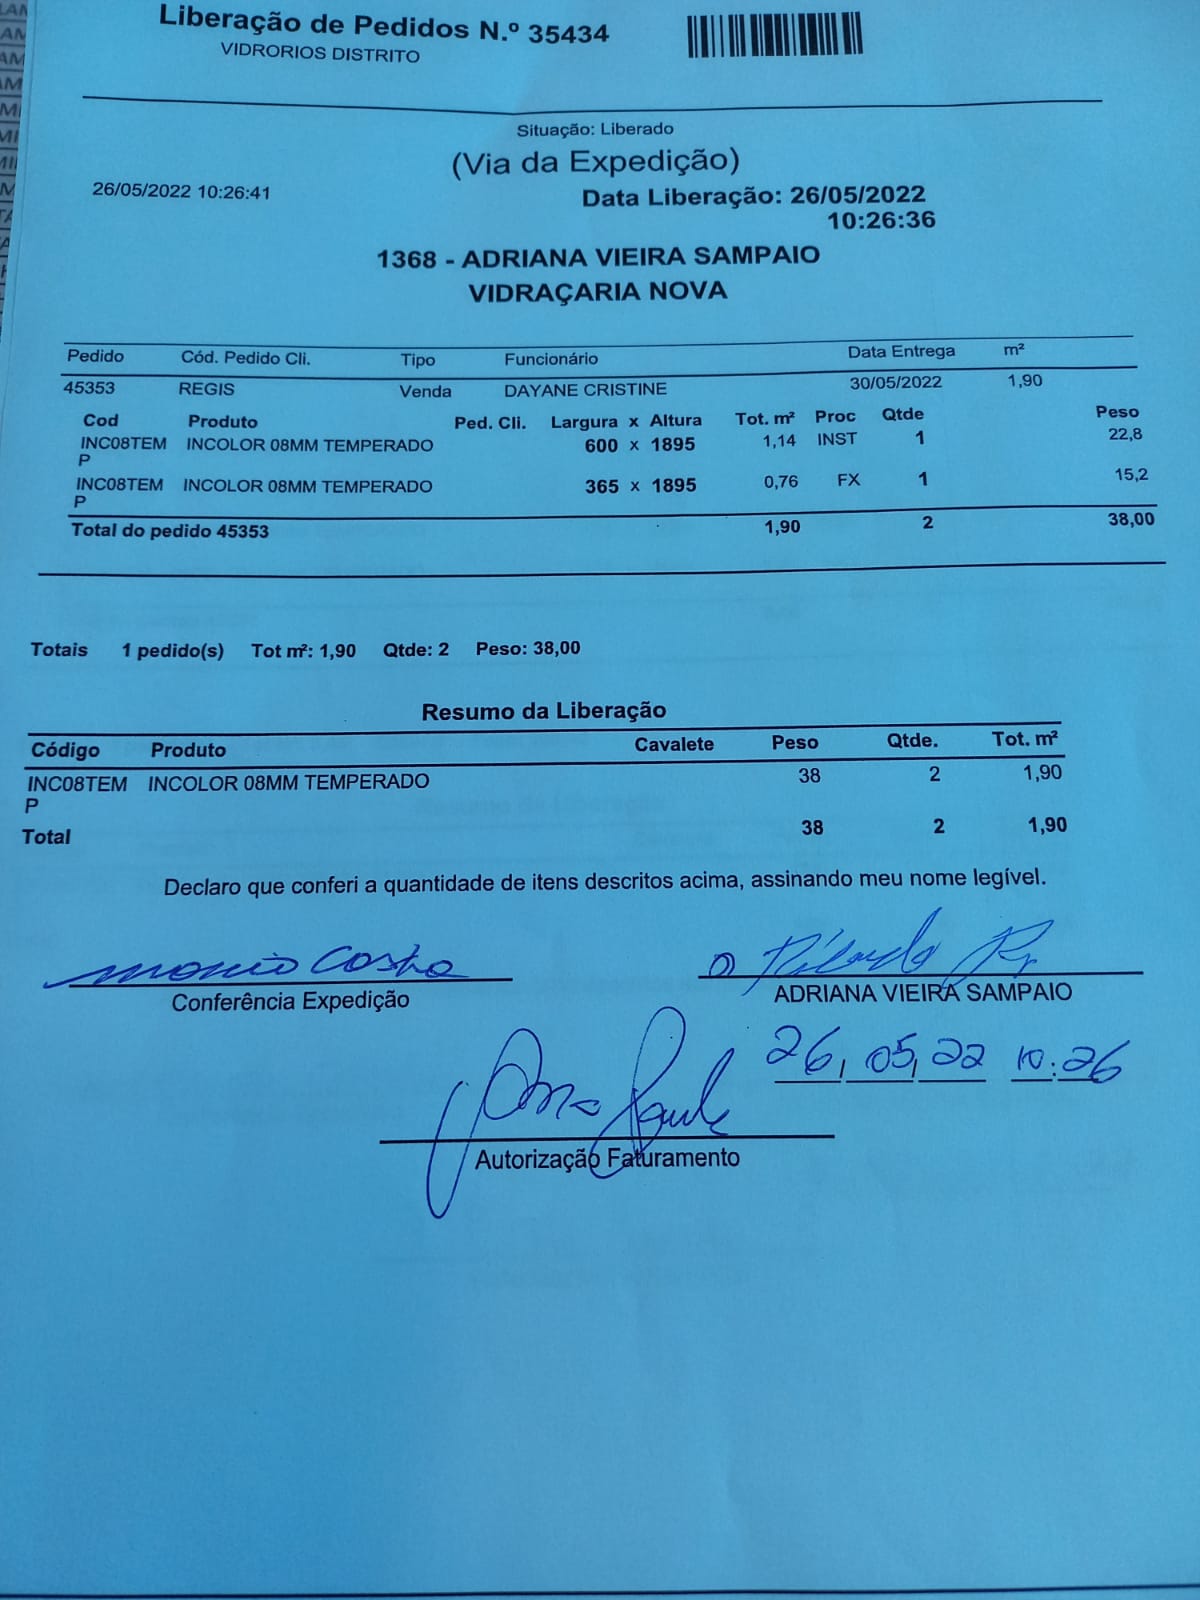 Liberação de Pedidos N.º 35434
VIDRORIOS DISTRITO
Situação: Liberado
(Via da Expedição)
26/05/2022 10:26:41
Data Liberação: 26/05/2022
10:26:36
1368 - ADRIANA VIEIRA SAMPAIO
VIDRAÇARIA NOVA
Pedido Cód. Pedido Cli. Tipo Funcionário Data Entrega m²
45353 REGIS Venda DAYANE CRISTINE 30/05/2022 1,90
Cod Produto Ped. Cli. Largura x Altura Tot. m² Proc Qtde Peso
INC08TEM INCOLOR 08MM TEMPERADO 600 x 1895 1,14 INST 1 22,8
P
INC08TEM INCOLOR 08MM TEMPERADO 365 x 1895 0,76 FX 1 15,2
P
Total do pedido 45353 1,90 2 38,00
Totais 1 pedido(s) Tot m²: 1,90 Qtde: 2 Peso: 38,00
Resumo da Liberação
Código Produto Cavalete Peso Qtde. Tot. m²
INC08TEM INCOLOR 08MM TEMPERADO 38 2 1,90
P
Total 38 2 1,90
Declaro que conferi a quantidade de itens descritos acima, assinando meu nome legível.
Costa
Conferência Expedição
ADRIANA VIEIRA SAMPAIO
26, 05, 22 10:26
Ana Paula
Autorização Faturamento